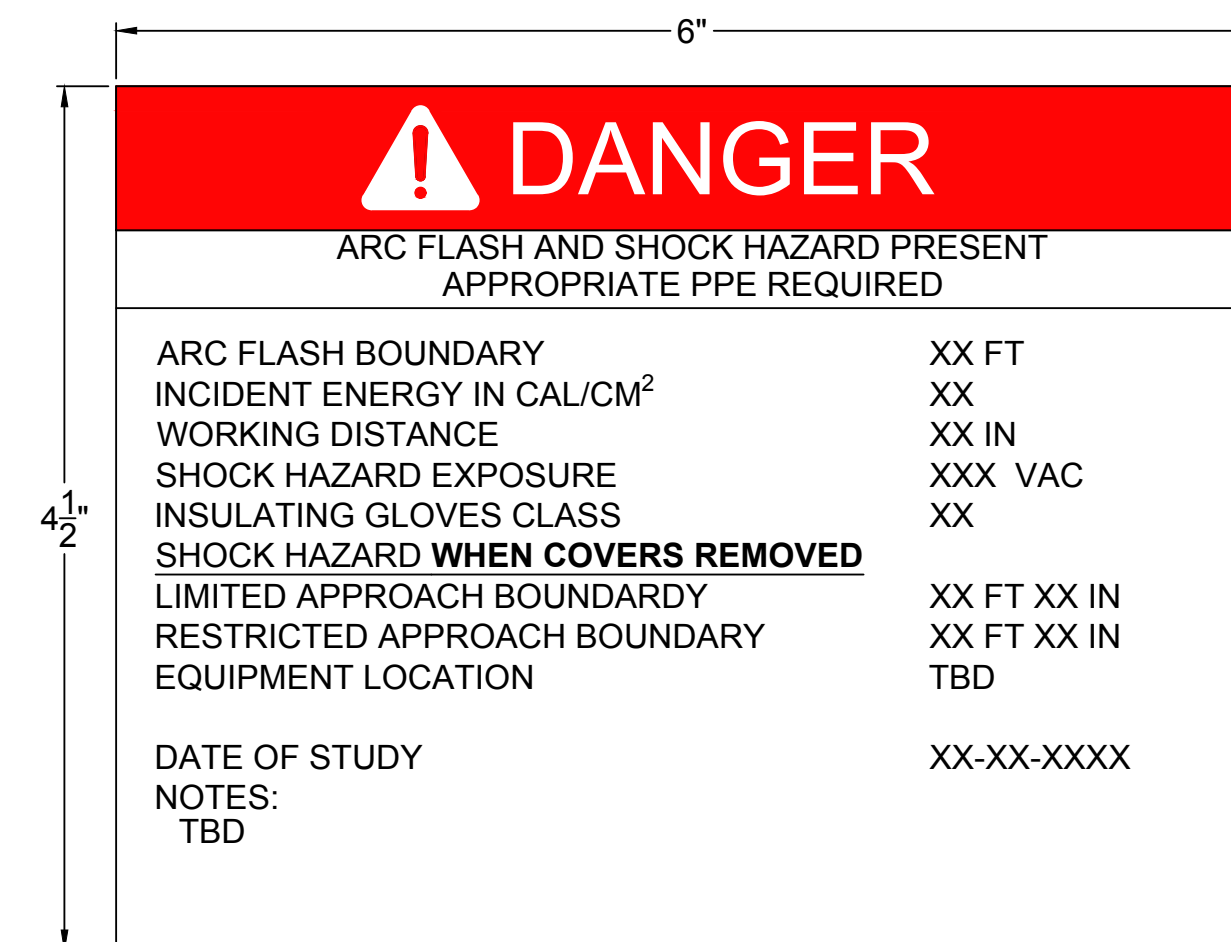 6"
DANGER
ARC FLASH AND SHOCK HAZARD PRESENT
APPROPRIATE PPE REQUIRED
ARC FLASH BOUNDARY XX FT
INCIDENT ENERGY IN CAL/CM² XX
WORKING DISTANCE XX IN
SHOCK HAZARD EXPOSURE XXX VAC
4½"
INSULATING GLOVES CLASS XX
SHOCK HAZARD WHEN COVERS REMOVED
LIMITED APPROACH BOUNDARDY XX FT XX IN
RESTRICTED APPROACH BOUNDARY XX FT XX IN
EQUIPMENT LOCATION TBD
DATE OF STUDY XX-XX-XXXX
NOTES:
TBD